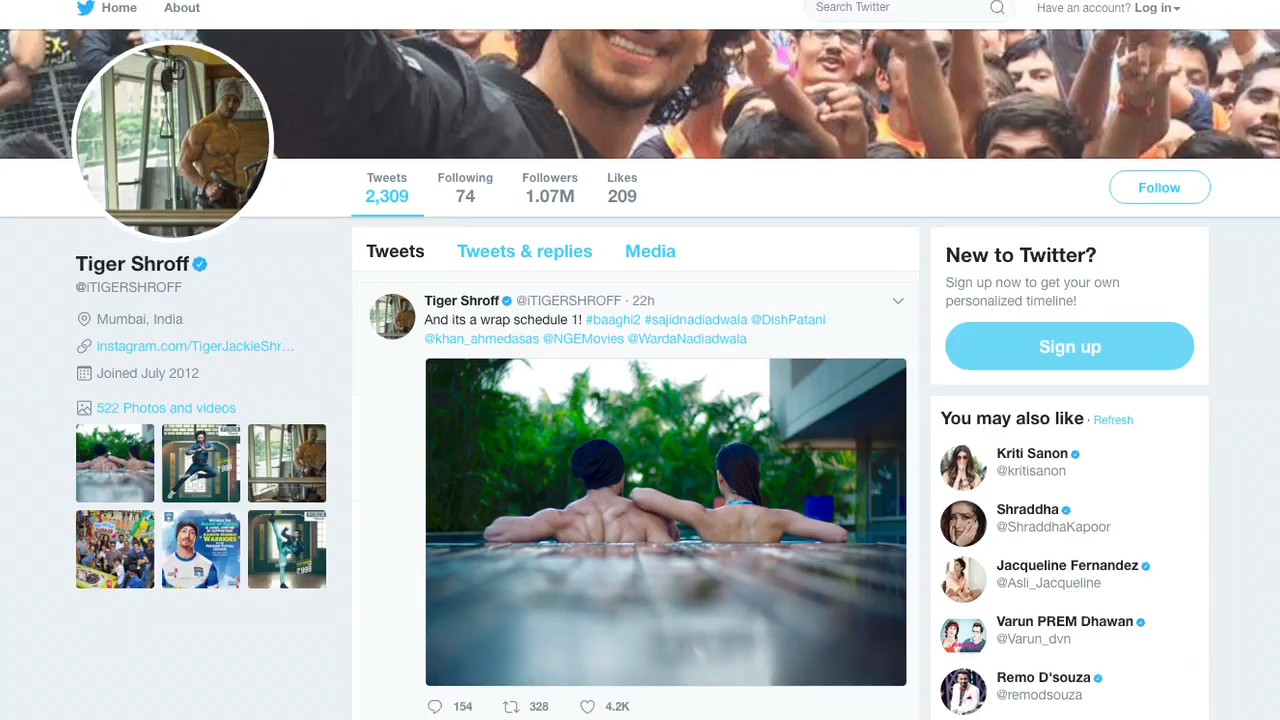 Home
About
Search Twitter
Have an account? Log in
Tweets
2,309
Following
74
Followers
1.07M
Likes
209
Follow
Tiger Shroff
@iTIGERSHROFF
Mumbai, India
instagram.com/TigerJackieShr...
Joined July 2012
522 Photos and videos
₹999
₹999
WARRIORS
Tweets
Tweets & replies
Media
Tiger Shroff @iTIGERSHROFF · 22h
And its a wrap schedule 1! #baaghi2 #sajidnadiadwala @DishPatani
@khan_ahmedasas @NGEMovies @WardaNadiadwala
154
328
4.2K
New to Twitter?
Sign up now to get your own
personalized timeline!
Sign up
You may also like · Refresh
Kriti Sanon
@kritisanon
Shraddha
@ShraddhaKapoor
Jacqueline Fernandez
@Asli_Jacqueline
Varun PREM Dhawan
@Varun_dvn
Remo D'souza
@remodsouza